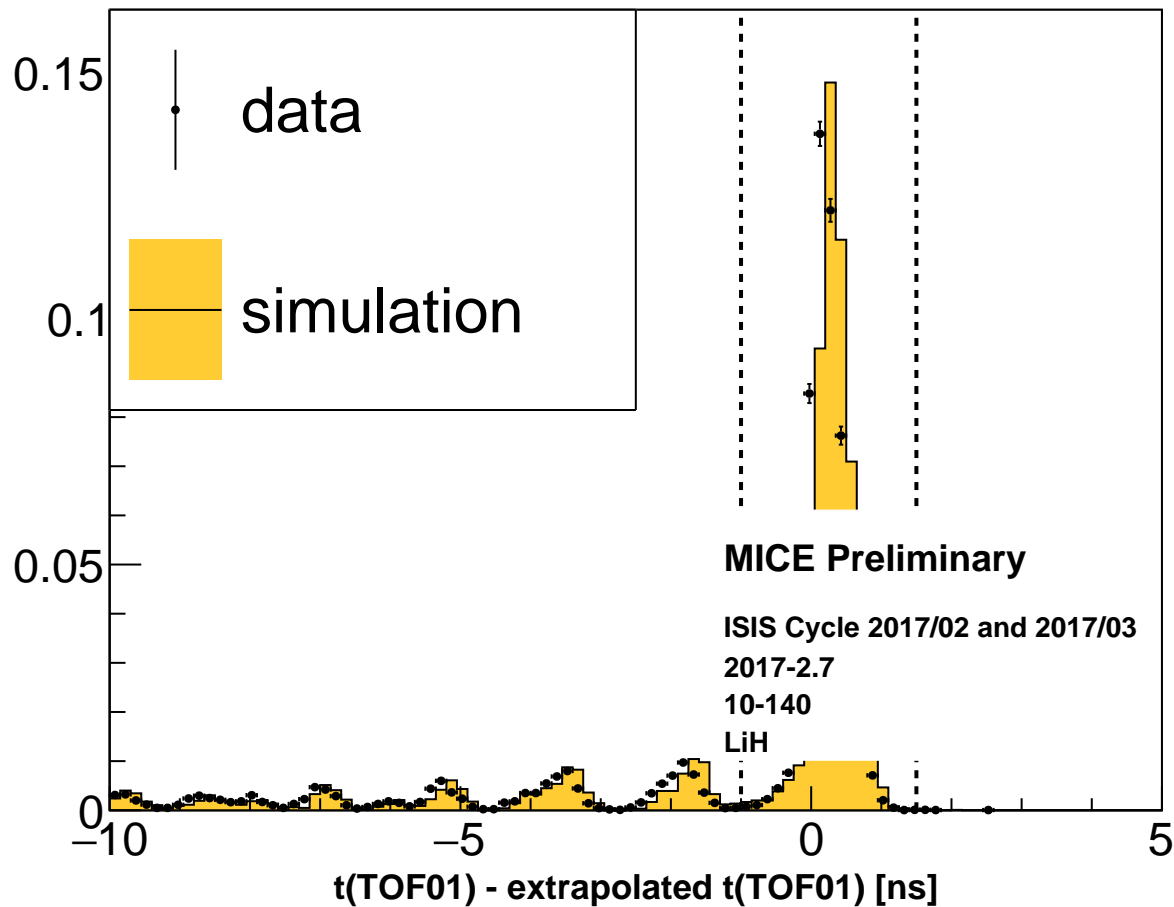 0.15
data
0.1
simulation
0.05
MICE Preliminary
ISIS Cycle 2017/02 and 2017/03
2017-2.7
10-140
LiH
0
−10
−5
0
5
t(TOF01) - extrapolated t(TOF01) [ns]